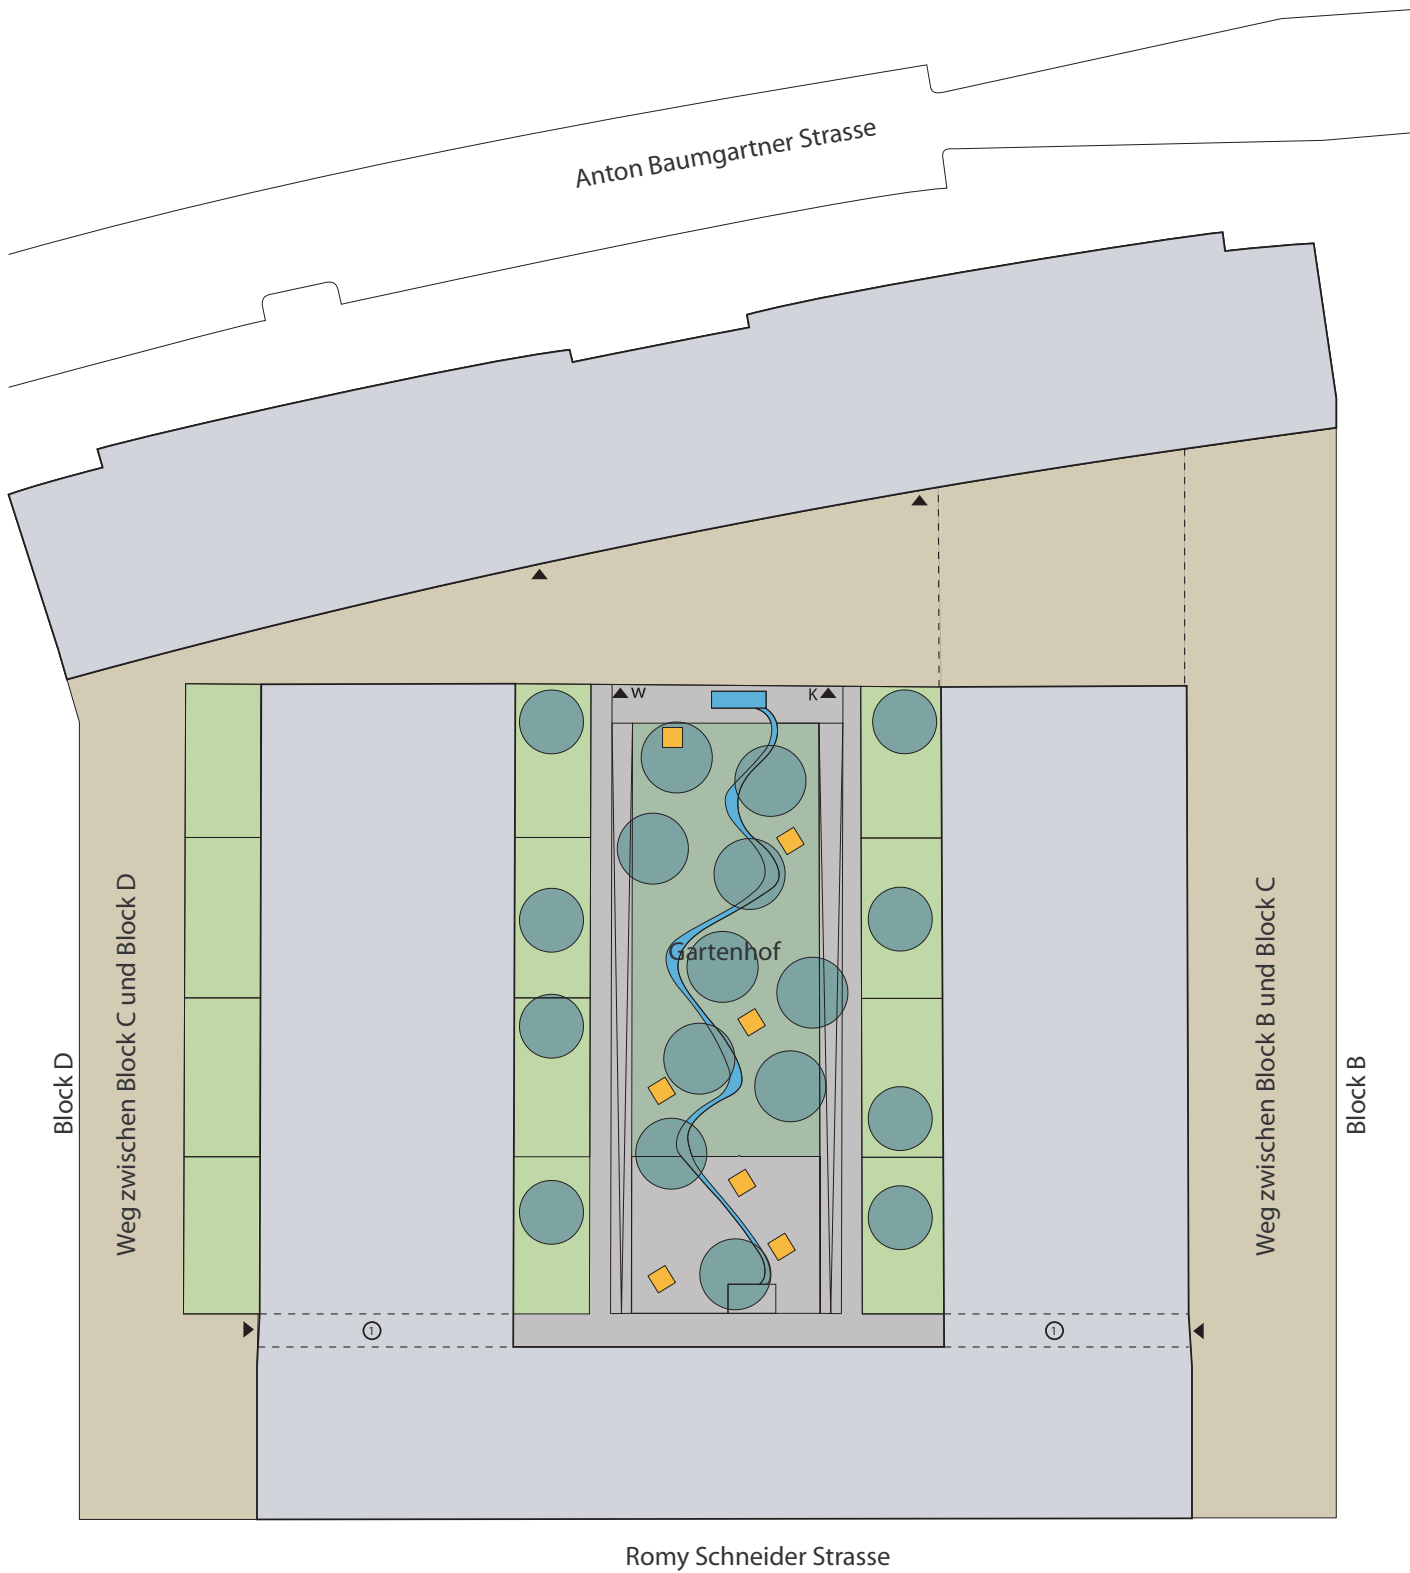 Anton Baumgartner Strasse
W
K
Gartenhof
Weg zwischen Block C und Block D
Weg zwischen Block B und Block C
Block D
Block B
1
1
Romy Schneider Strasse